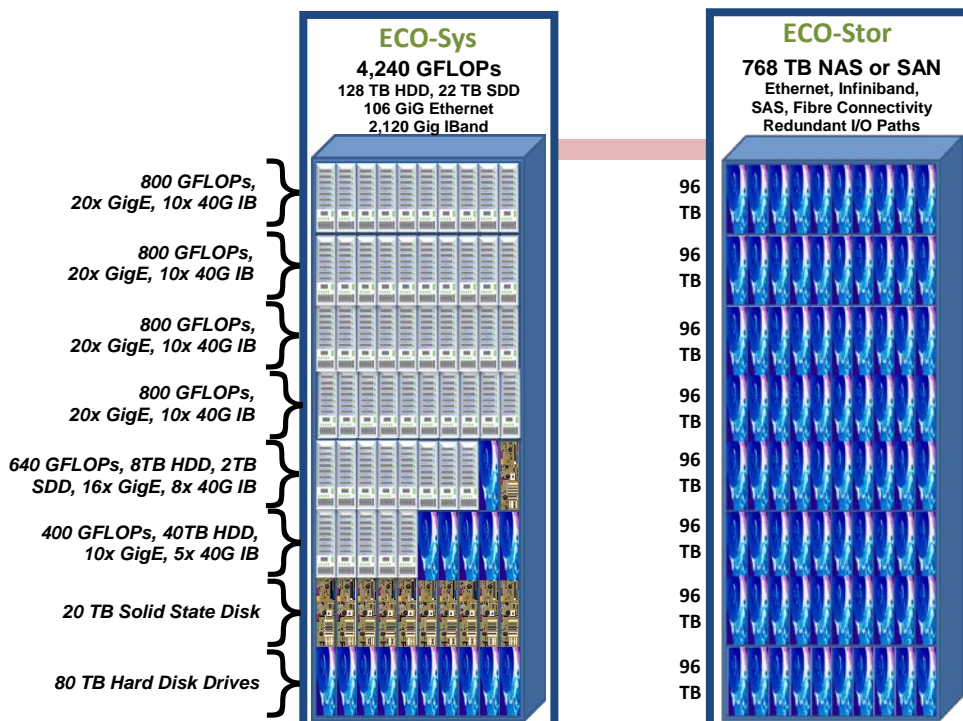 ECO-Sys
4,240 GFLOPs
128 TB HDD, 22 TB SDD
106 GiG Ethernet
2,120 Gig IBand
800 GFLOPs,
20x GigE, 10x 40G IB
800 GFLOPs,
20x GigE, 10x 40G IB
800 GFLOPs,
20x GigE, 10x 40G IB
800 GFLOPs,
20x GigE, 10x 40G IB
640 GFLOPs, 8TB HDD, 2TB
SDD, 16x GigE, 8x 40G IB
400 GFLOPs, 40TB HDD,
10x GigE, 5x 40G IB
20 TB Solid State Disk
80 TB Hard Disk Drives
ECO-Stor
768 TB NAS or SAN
Ethernet, Infiniband,
SAS, Fibre Connectivity
Redundant I/O Paths
96
TB
96
TB
96
TB
96
TB
96
TB
96
TB
96
TB
96
TB